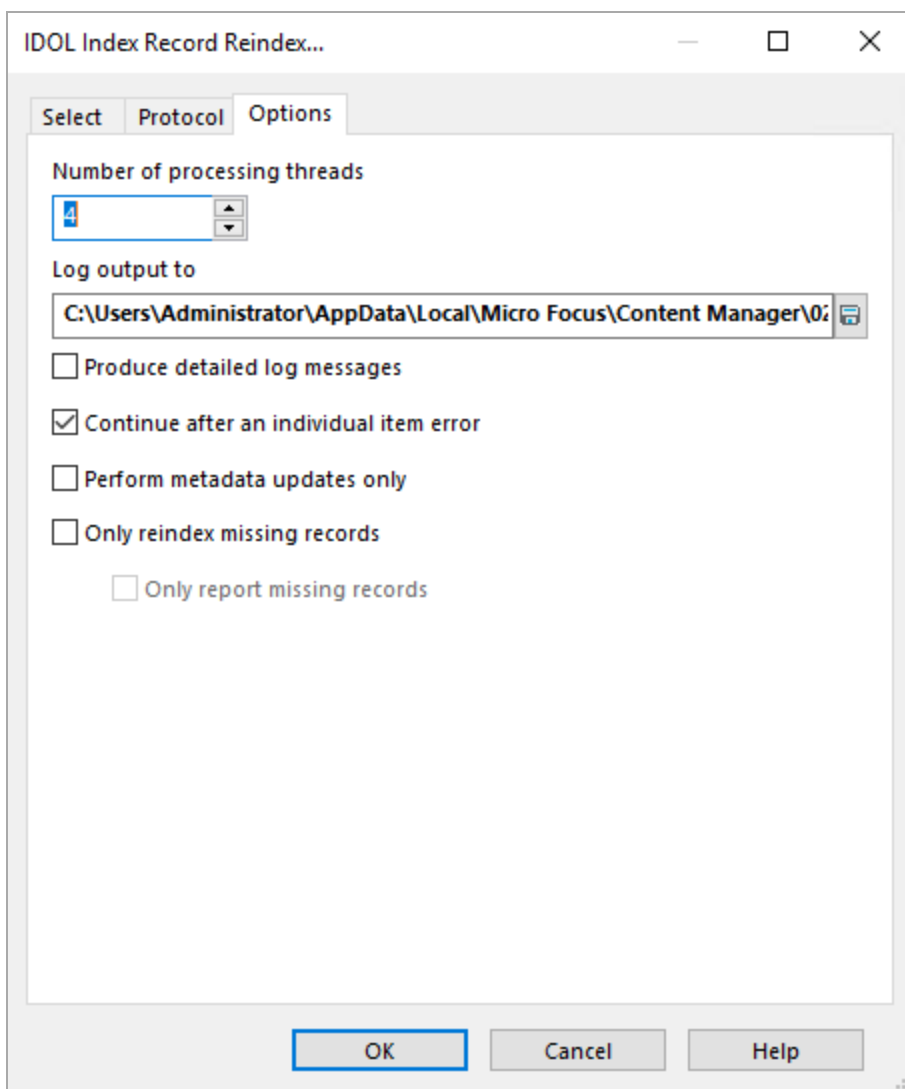 IDOL Index Record Reindex...
Select Protocol Options
Number of processing threads
4
Log output to
C:\Users\Administrator\AppData\Local\Micro Focus\Content Manager\02
Produce detailed log messages
Continue after an individual item error
Perform metadata updates only
Only reindex missing records
Only report missing records
OK Cancel Help